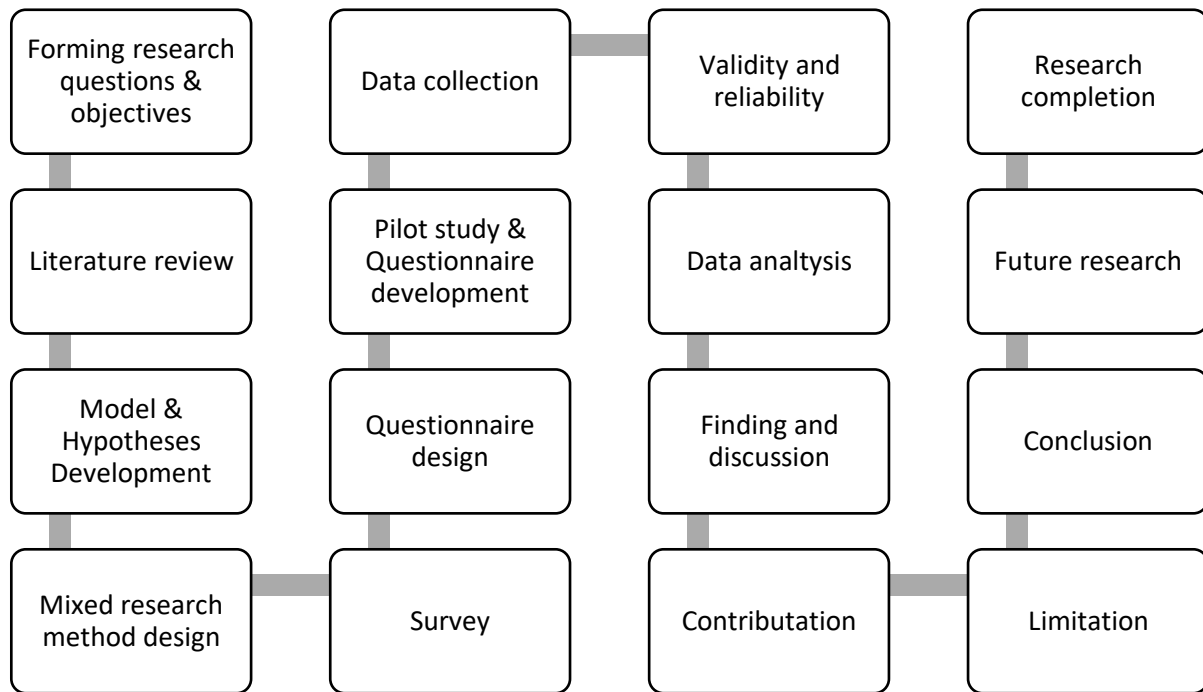 Forming research
questions &
objectives
Literature review
Model &
Hypotheses
Development
Mixed research
method design
Survey
Questionnaire
design
Pilot study &
Questionnaire
development
Data collection
Validity and
reliability
Data analtysis
Finding and
discussion
Contributation
Limitation
Conclusion
Future research
Research
completion